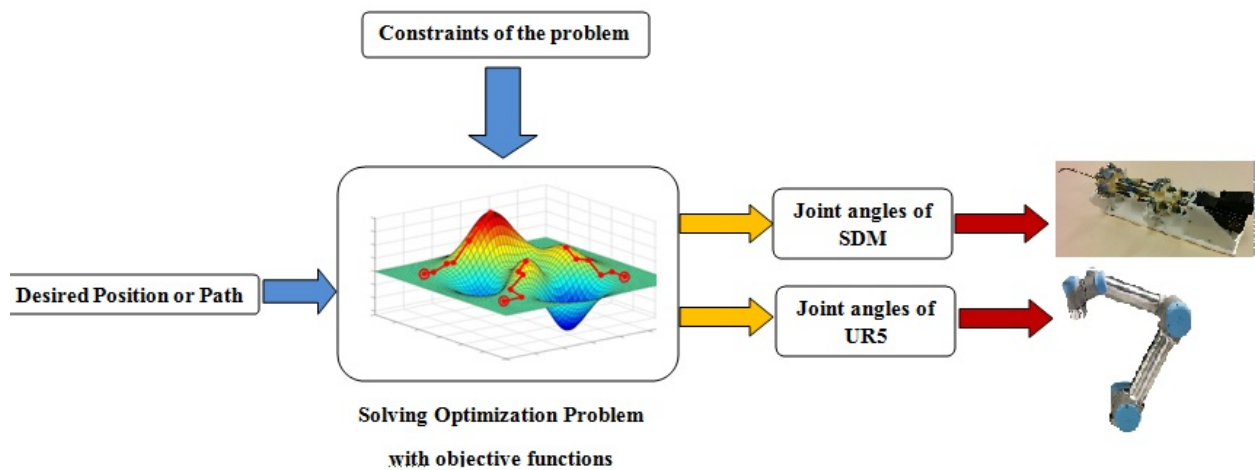 Constraints of the problem
Desired Position or Path
Joint angles of
SDM
Joint angles of
UR5
Solving Optimization Problem
with objective functions